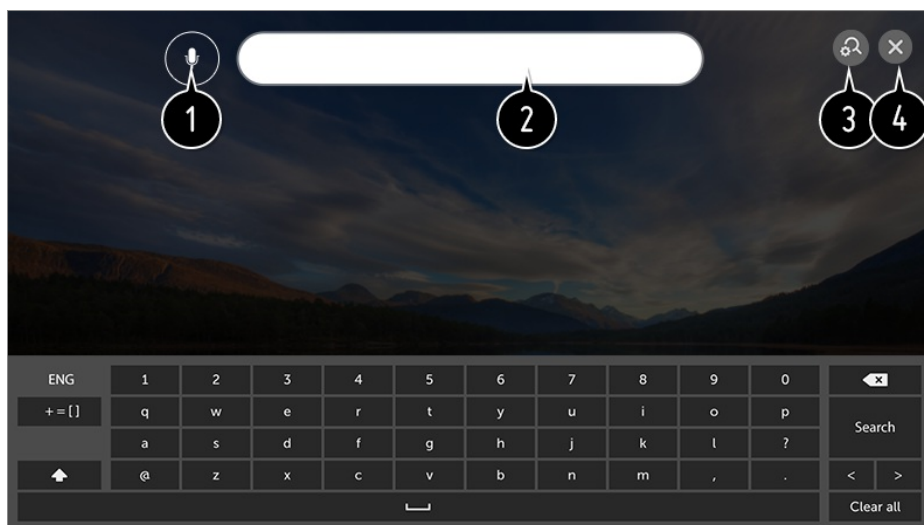 1 2 3 4
ENG 1 2 3 4 5 6 7 8 9 0
+=[] q w e r t y u i o p
Search
a s d f g h j k l ?
@ z x c v b n m , . < >
Clear all